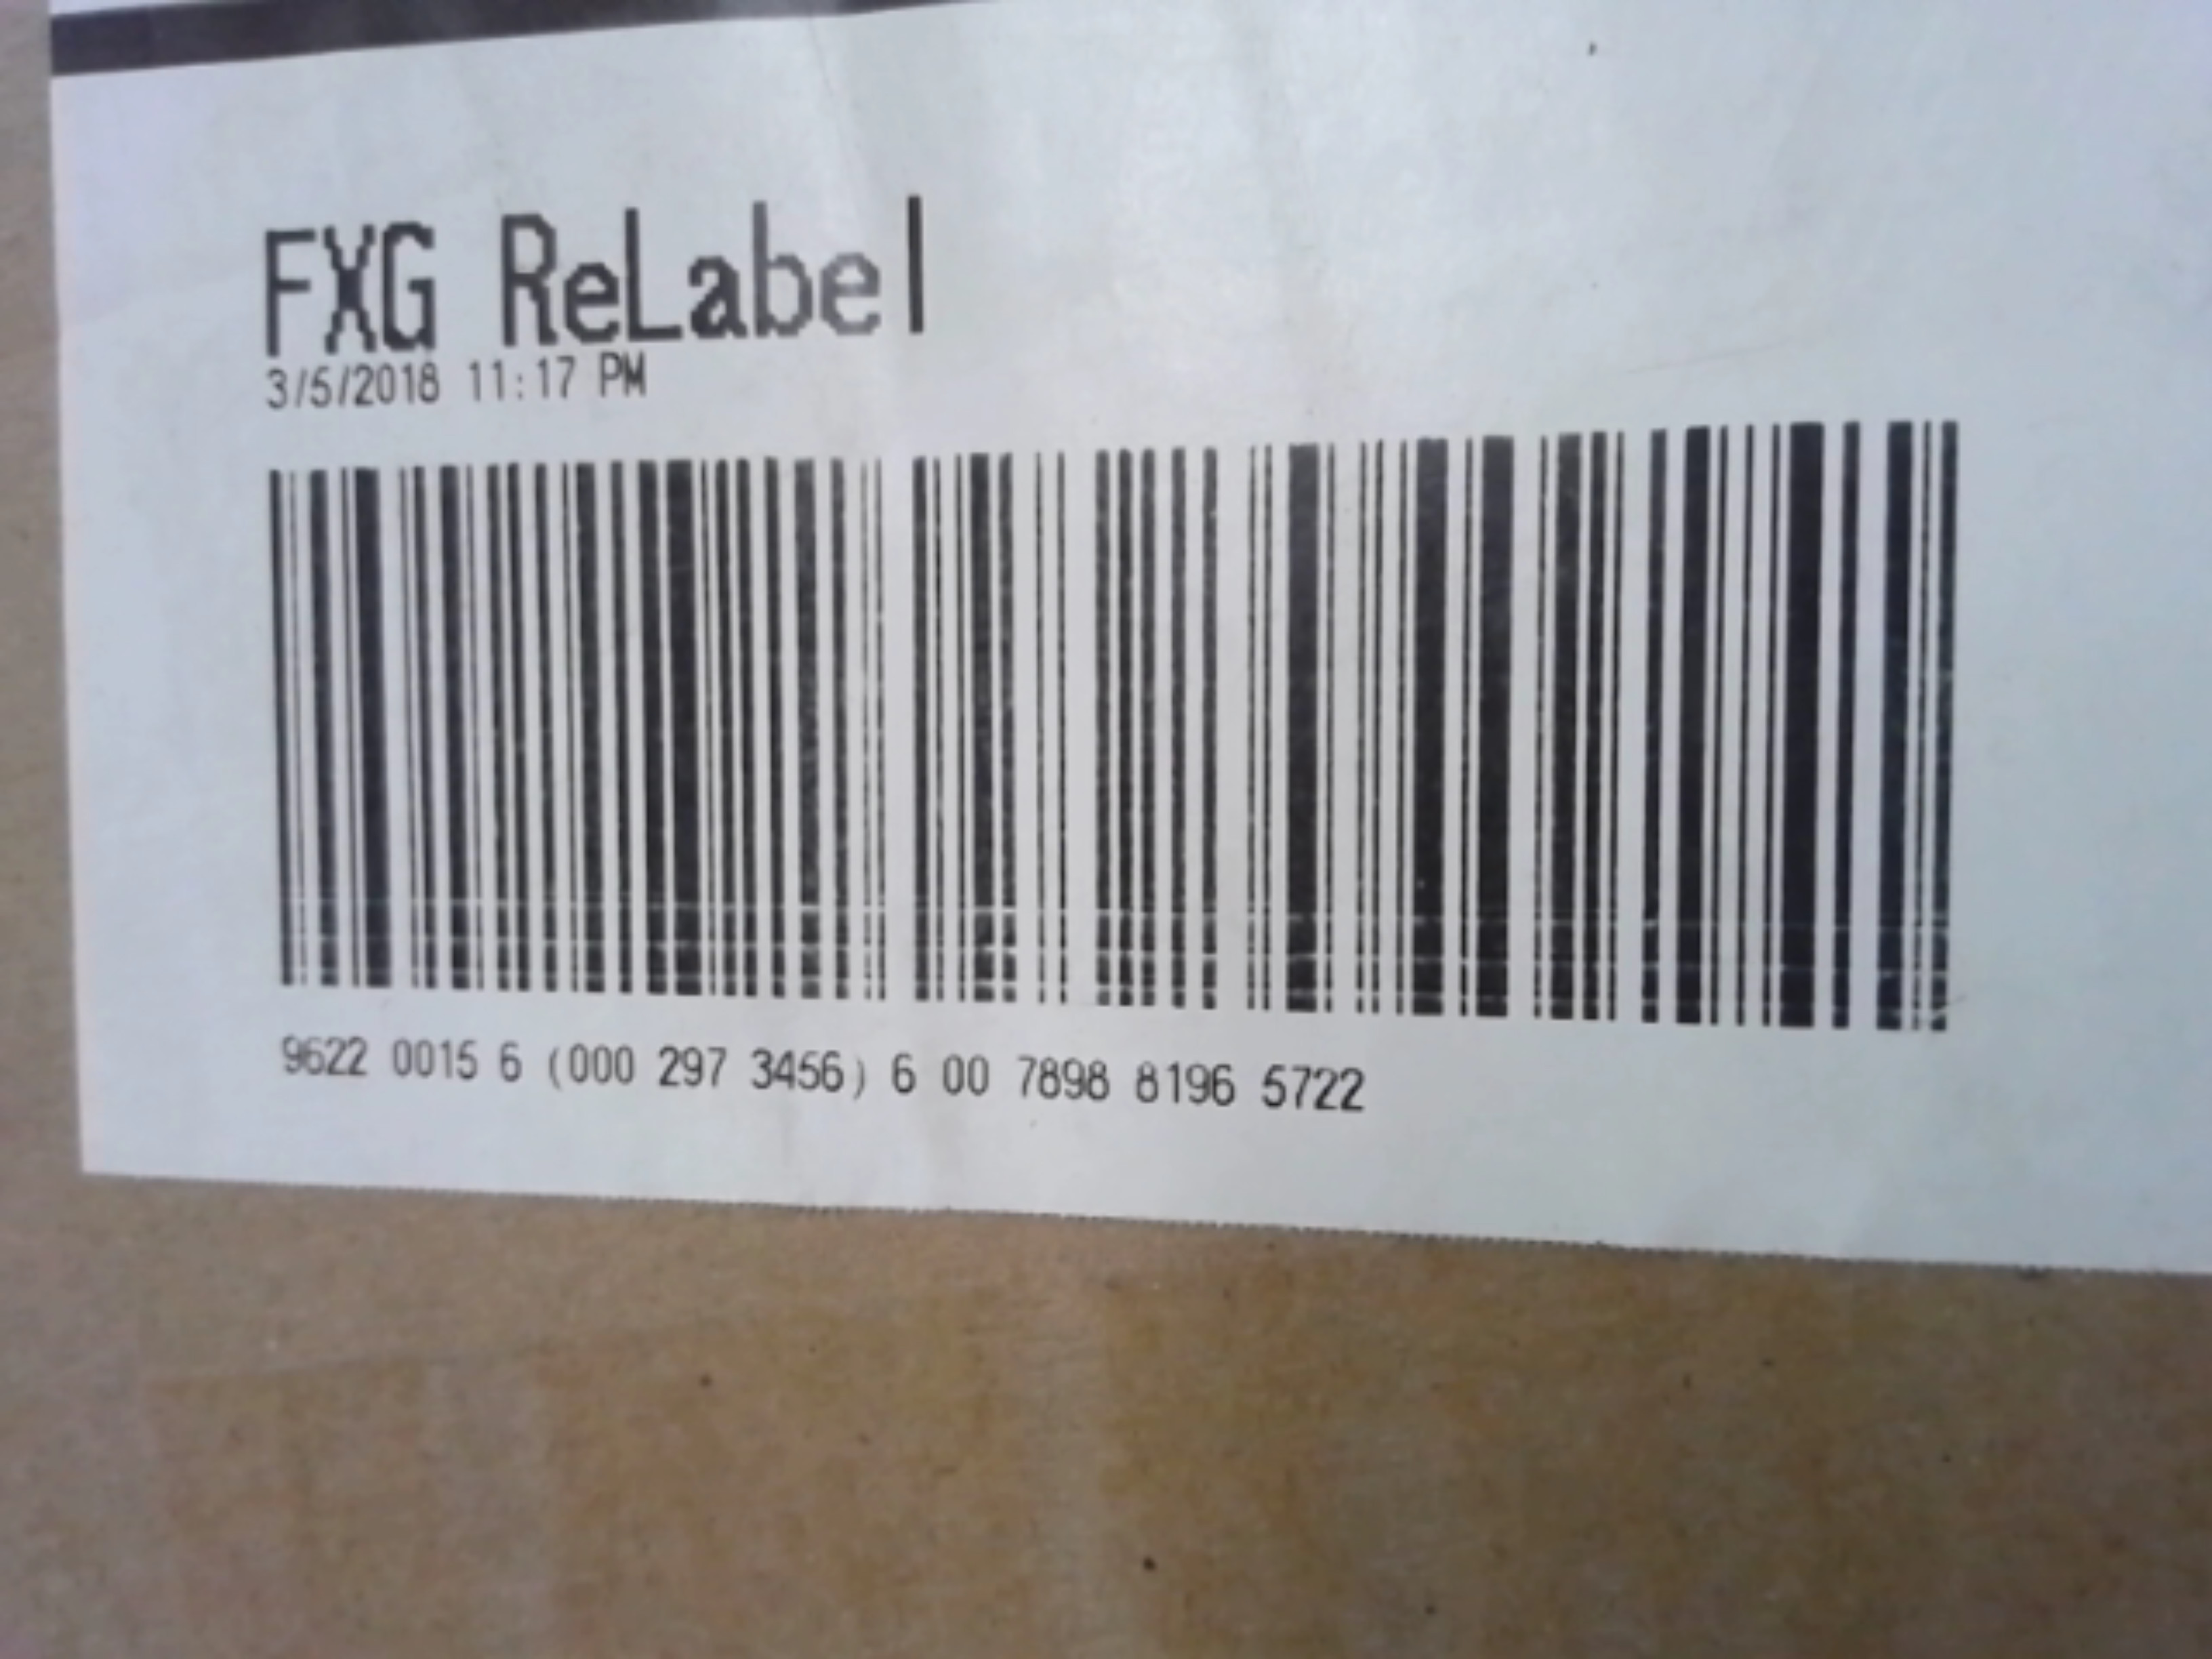 FXG ReLabel
3/5/2018 11:17 PM
9622 0015 6 (000 297 3456) 6 00 7898 8196 5722